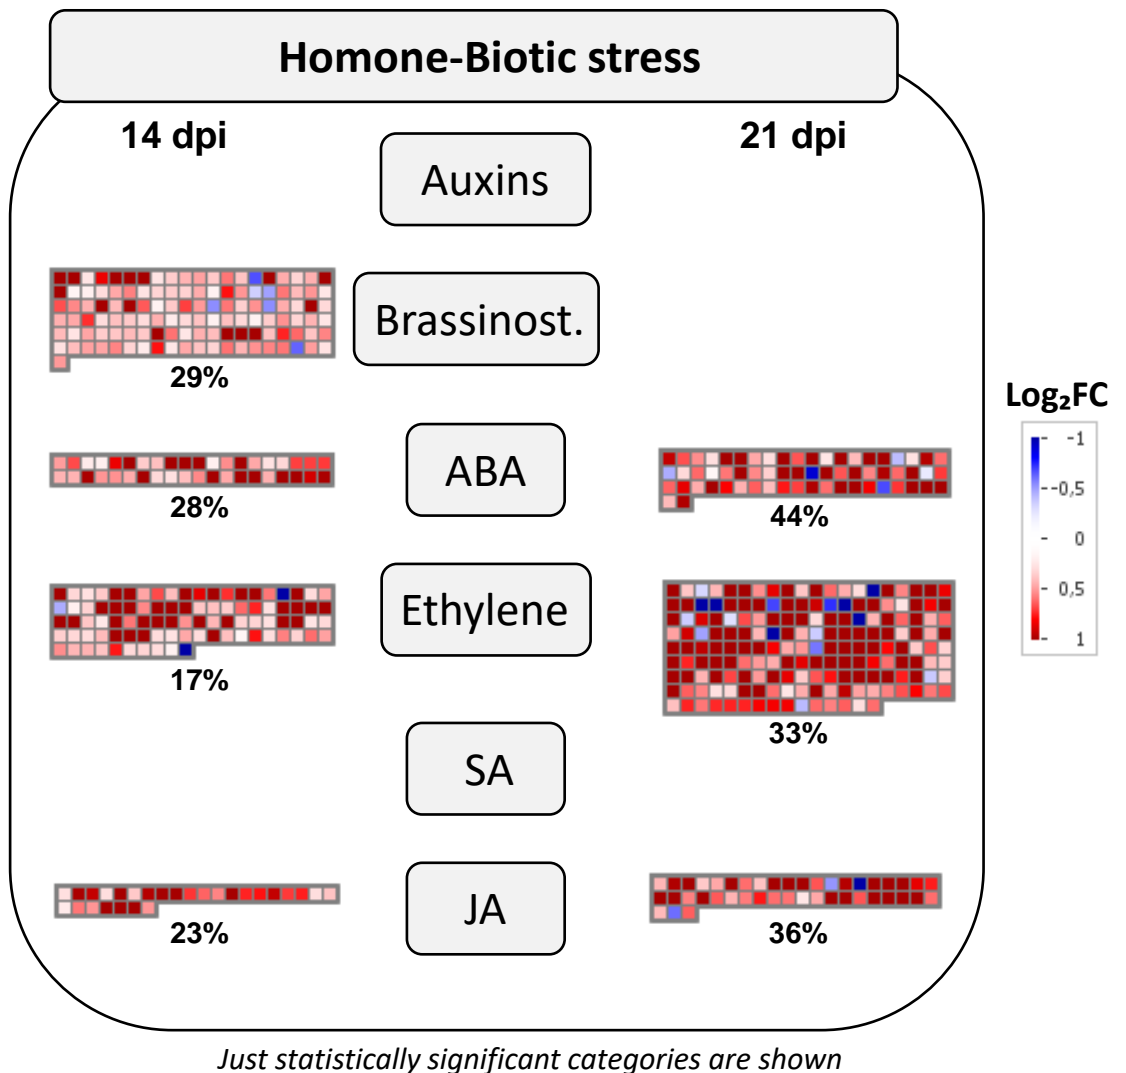 Homone-Biotic stress
14 dpi
21 dpi
Auxins
Brassinost.
29%
ABA
28%
44%
Ethylene
17%
33%
SA
JA
23%
36%
Log₂FC
-1
-0,5
0
0,5
1
Just statistically significant categories are shown